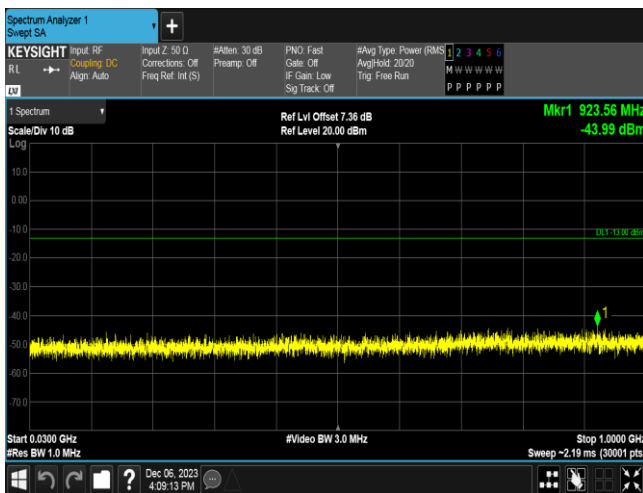 Spectrum Analyzer 1
Swept SA
+
KEYSIGHT
RL
LXI
Input: RF
Coupling: DC
Align: Auto
Input Z: 50 Ω
Corrections: Off
Freq Ref: Int (S)
#Atten: 30 dB
Preamp: Off
PNO: Fast
Gate: Off
IF Gain: Low
Sig Track: Off
#Avg Type: Power (RMS
Avg|Hold: 20/20
Trig: Free Run
1 2 3 4 5 6
M W W W W W
P P P P P P
1 Spectrum
Scale/Div 10 dB
Log
Ref Lvl Offset 7.36 dB
Ref Level 20.00 dBm
Mkr1 923.56 MHz
-43.99 dBm
10.0
0.00
-10.0
DL1 -13.00 dBm
-20.0
-30.0
-40.0
1
-50.0
-60.0
-70.0
Start 0.0300 GHz
#Res BW 1.0 MHz
#Video BW 3.0 MHz
Stop 1.0000 GHz
Sweep ~2.19 ms (30001 pts)
?
Dec 06, 2023
4:09:13 PM